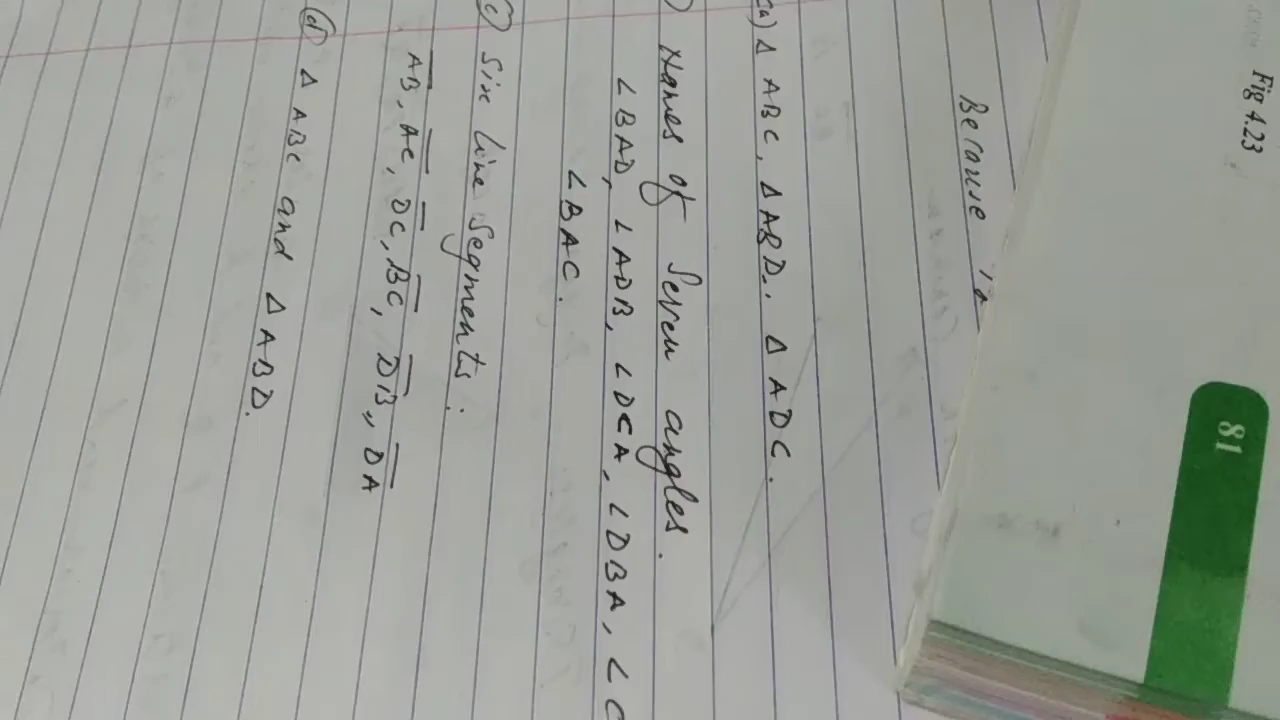 Fig 4.23
81
Because
(a) Δ ABC, Δ ABD, Δ ADC.
Names of Seven angles.
∠BAD, ∠ADB, ∠DCA, ∠DBA, ∠C
∠BAC.
(c) Six line Segments:
AB, AC, DC, BC, DB,, DA
(d) Δ ABC and Δ ABD.